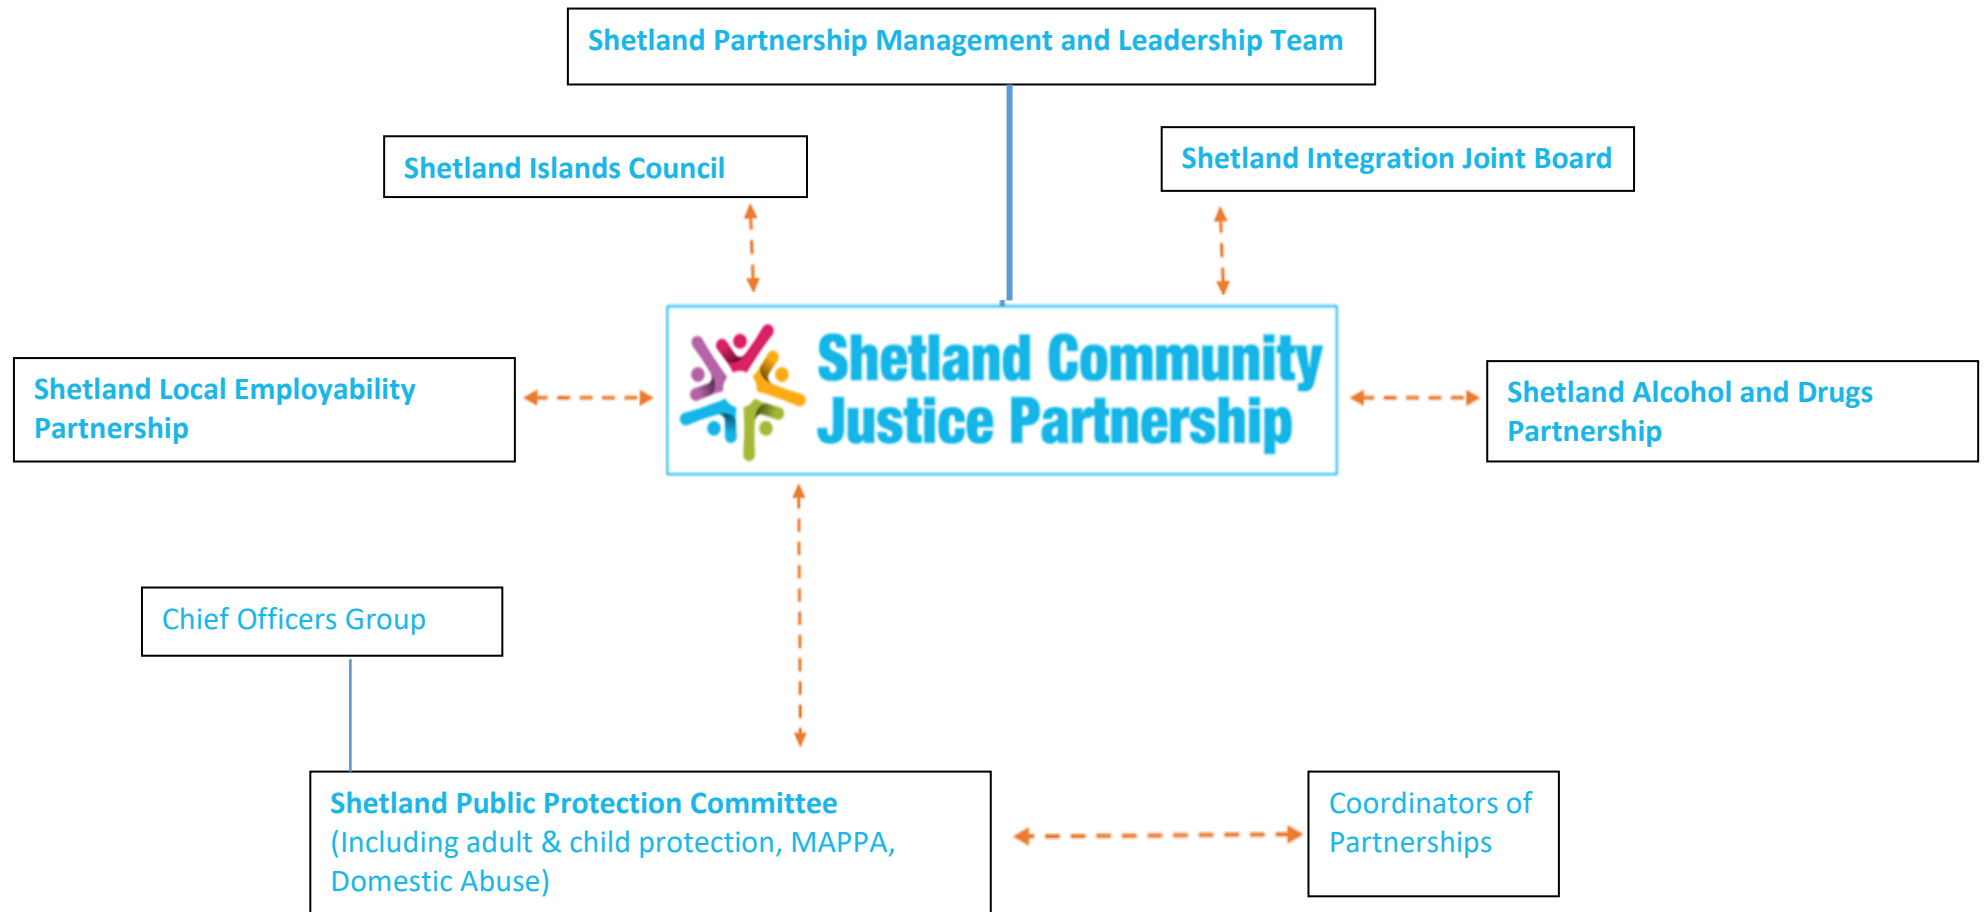 Shetland Partnership Management and Leadership Team
Shetland Islands Council
Shetland Integration Joint Board
Shetland Community
Justice Partnership
Shetland Local Employability
Partnership
Shetland Alcohol and Drugs
Partnership
Chief Officers Group
Shetland Public Protection Committee
(Including adult & child protection, MAPPA,
Domestic Abuse)
Coordinators of
Partnerships